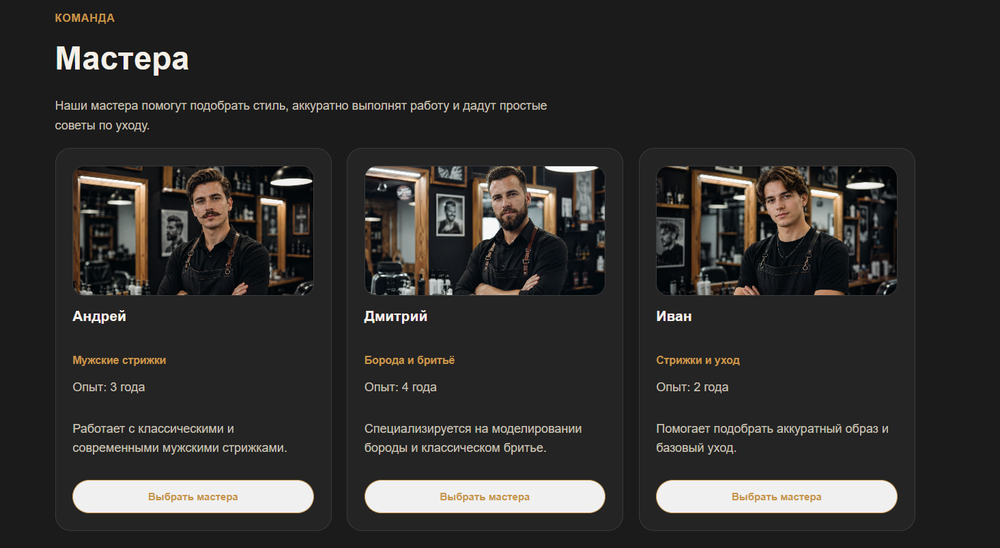 КОМАНДА
Мастера
Наши мастера помогут подобрать стиль, аккуратно выполнят работу и дадут простые
советы по уходу.
Андрей
Мужские стрижки
Опыт: 3 года
Работает с классическими и
современными мужскими стрижками.
Выбрать мастера
Дмитрий
Борода и бритьё
Опыт: 4 года
Специализируется на моделировании
бороды и классическом бритье.
Выбрать мастера
Иван
Стрижки и уход
Опыт: 2 года
Помогает подобрать аккуратный образ и
базовый уход.
Выбрать мастера